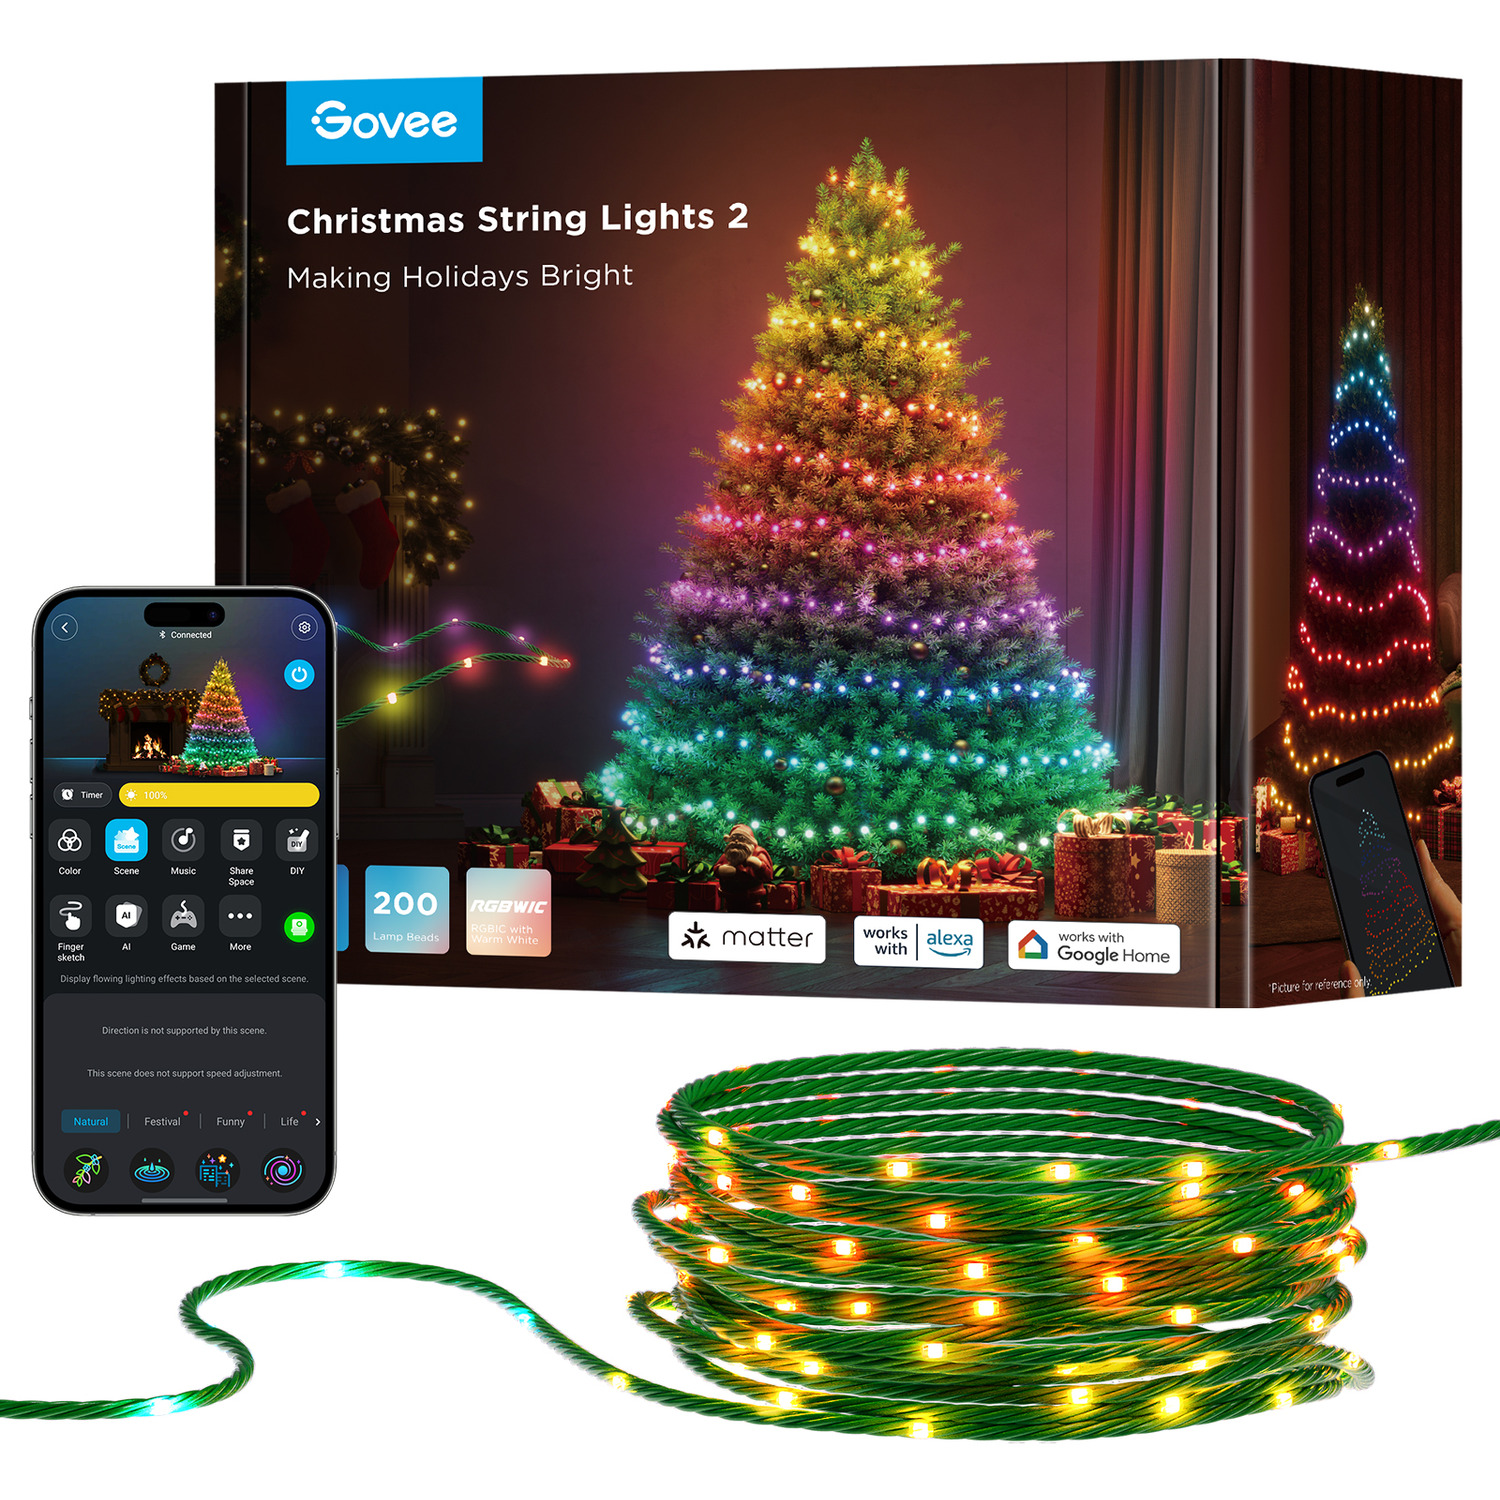 Govee
Christmas String Lights 2
Making Holidays Bright
200
Lamp Beads
RGBWIC
RGBIC with
Warm White
matter
works
with
alexa
works with
Google Home
*Picture for reference only.
Connected
Timer
100%
Color
Scene
Scene
Music
Share
Space
DIY
DIY
Finger
sketch
AI
AI
Game
More
Display flowing lighting effects based on the selected scene.
Direction is not supported by this scene.
This scene does not support speed adjustment.
Natural
Festival
Funny
Life